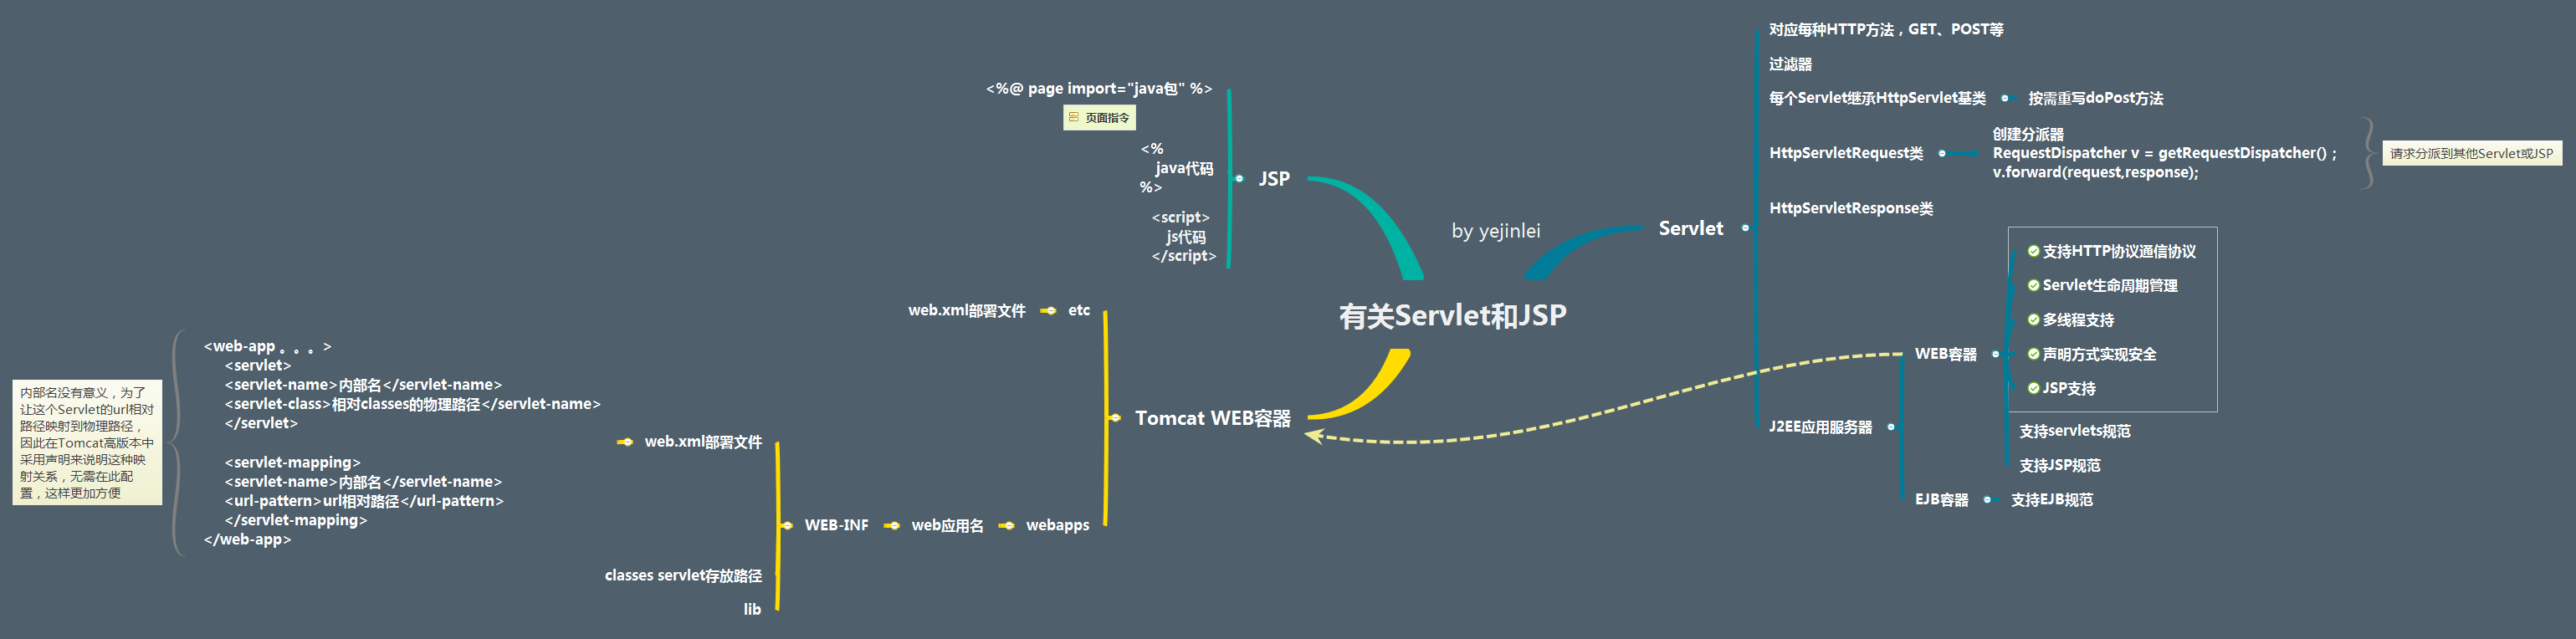 对应每种HTTP方法，GET、POST等
过滤器
每个Servlet继承HttpServlet基类
按需重写doPost方法
HttpServletRequest类
创建分派器
RequestDispatcher v = getRequestDispatcher() ;
v.forward(request,response);
请求分派到其他Servlet或JSP
HttpServletResponse类
Servlet
by yejinlei
有关Servlet和JSP
支持HTTP协议通信协议
Servlet生命周期管理
多线程支持
声明方式实现安全
JSP支持
WEB容器
支持servlets规范
支持JSP规范
J2EE应用服务器
EJB容器
支持EJB规范
JSP
<%@ page import="java包" %>
页面指令
<%
java代码
%>
<script>
js代码
</script>
Tomcat WEB容器
etc
web.xml部署文件
webapps
web应用名
WEB-INF
web.xml部署文件
<web-app 。。。>
<servlet>
<servlet-name>内部名</servlet-name>
<servlet-class>相对classes的物理路径</servlet-name>
</servlet>
<servlet-mapping>
<servlet-name>内部名</servlet-name>
<url-pattern>url相对路径</url-pattern>
</servlet-mapping>
</web-app>
内部名没有意义，为了
让这个Servlet的url相对
路径映射到物理路径，
因此在Tomcat高版本中
采用声明来说明这种映
射关系，无需在此配
置，这样更加方便
classes servlet存放路径
lib